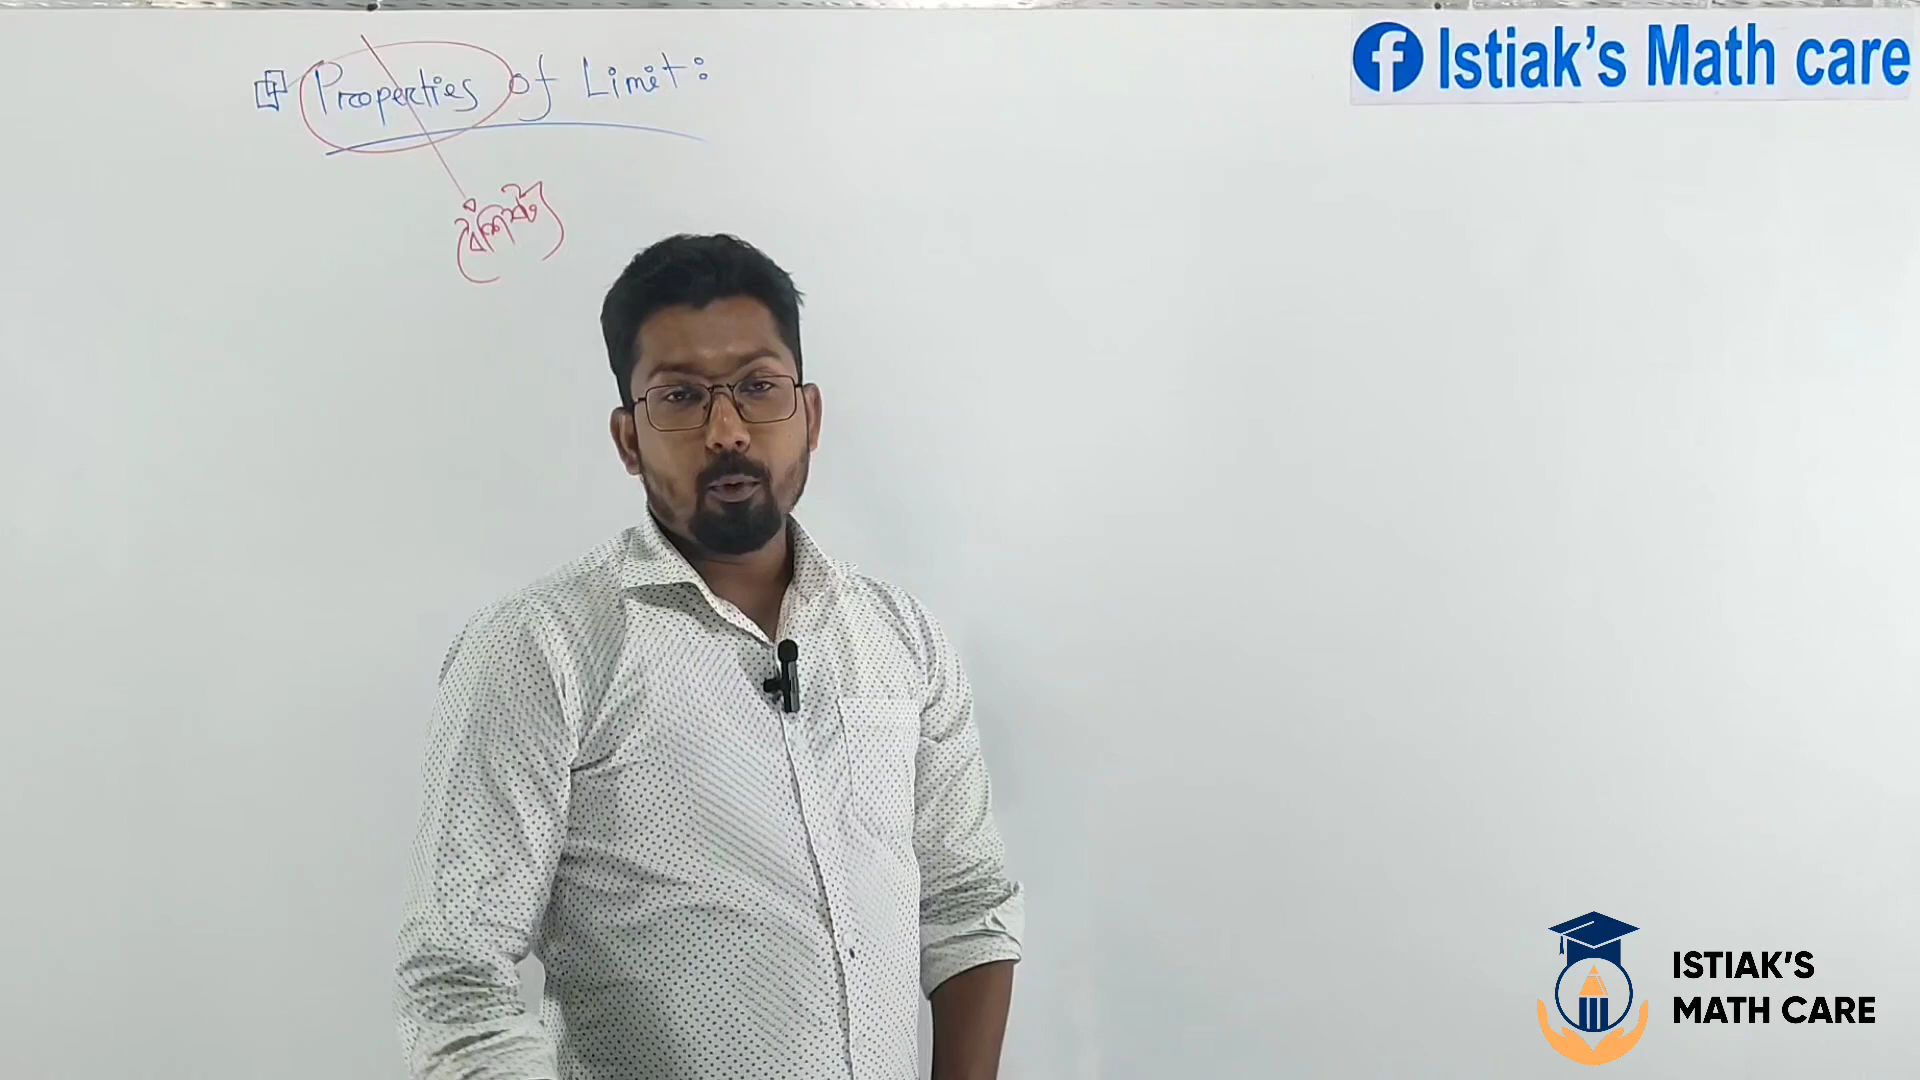 Properties of Limit:
বৈশিষ্ট্য
Istiak's Math care
ISTIAK'S
MATH CARE